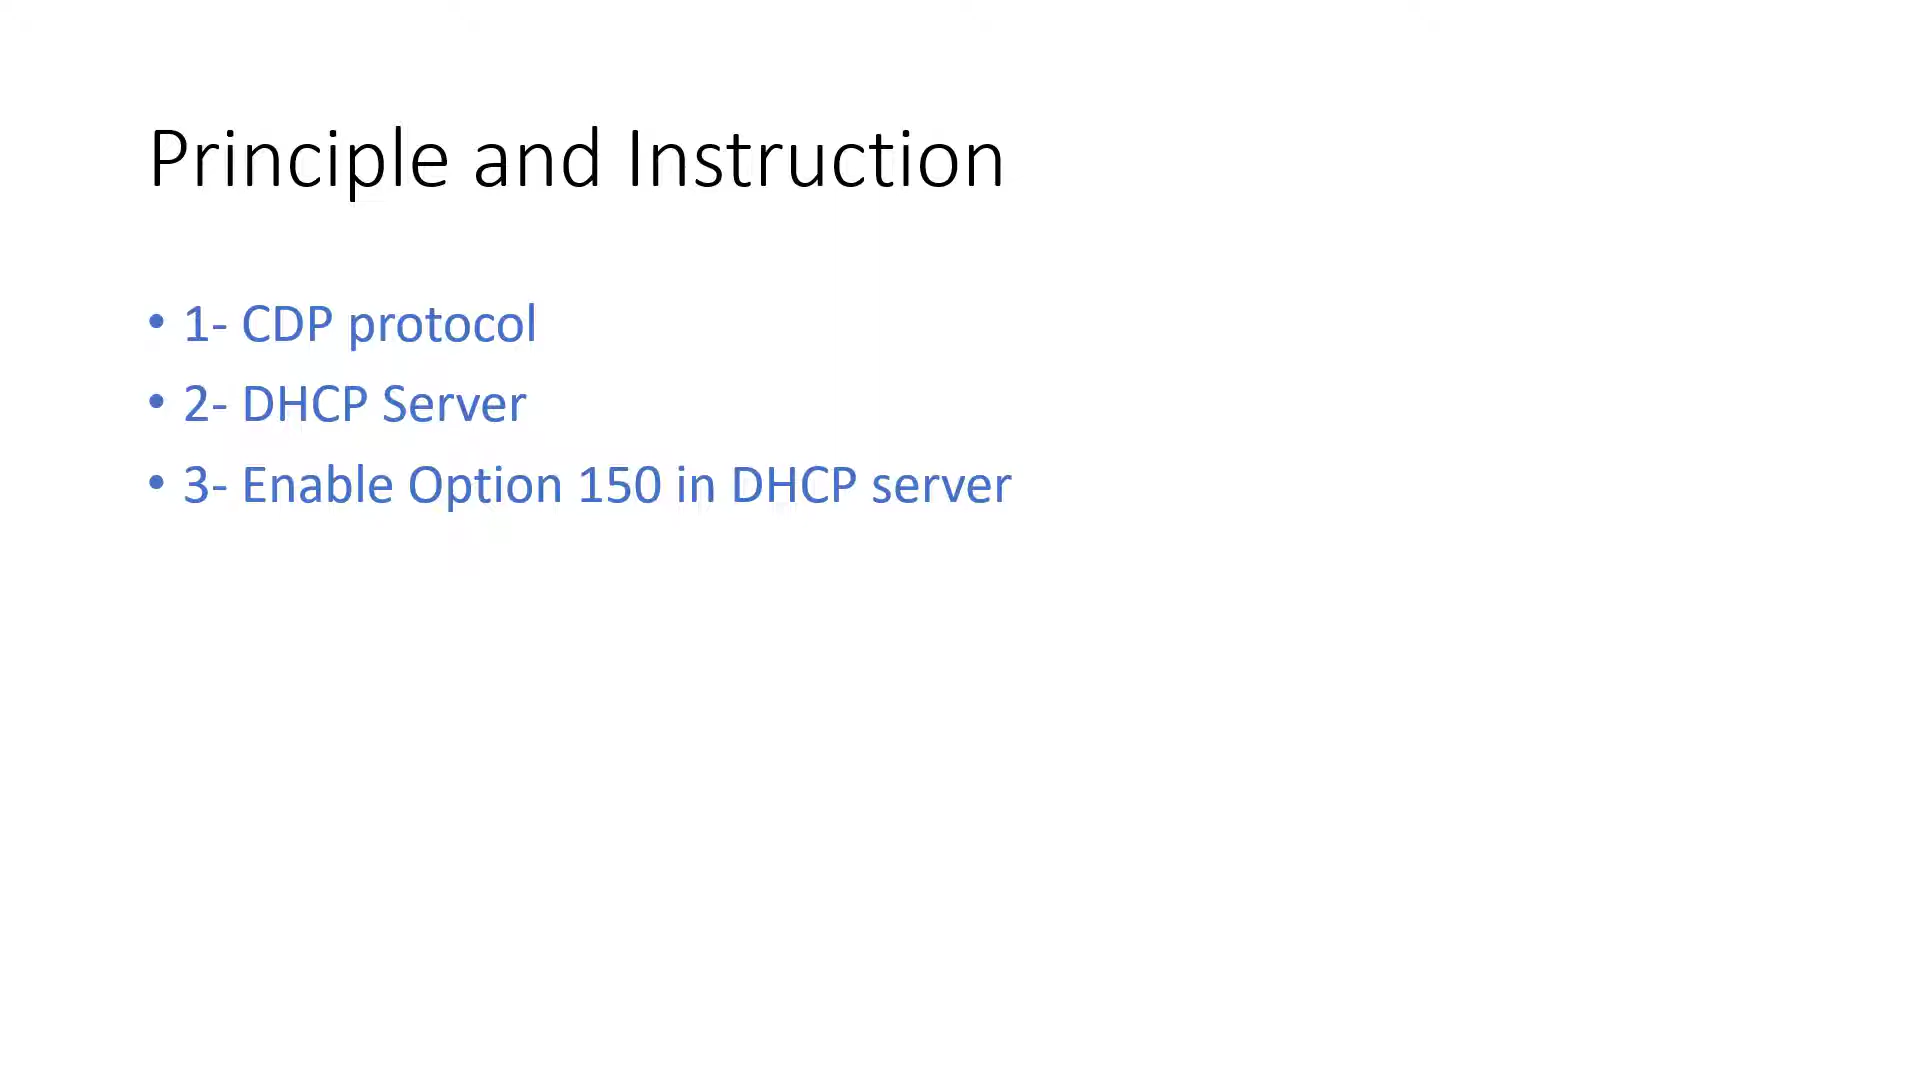 Principle and Instruction
• 1- CDP protocol
• 2- DHCP Server
• 3- Enable Option 150 in DHCP server